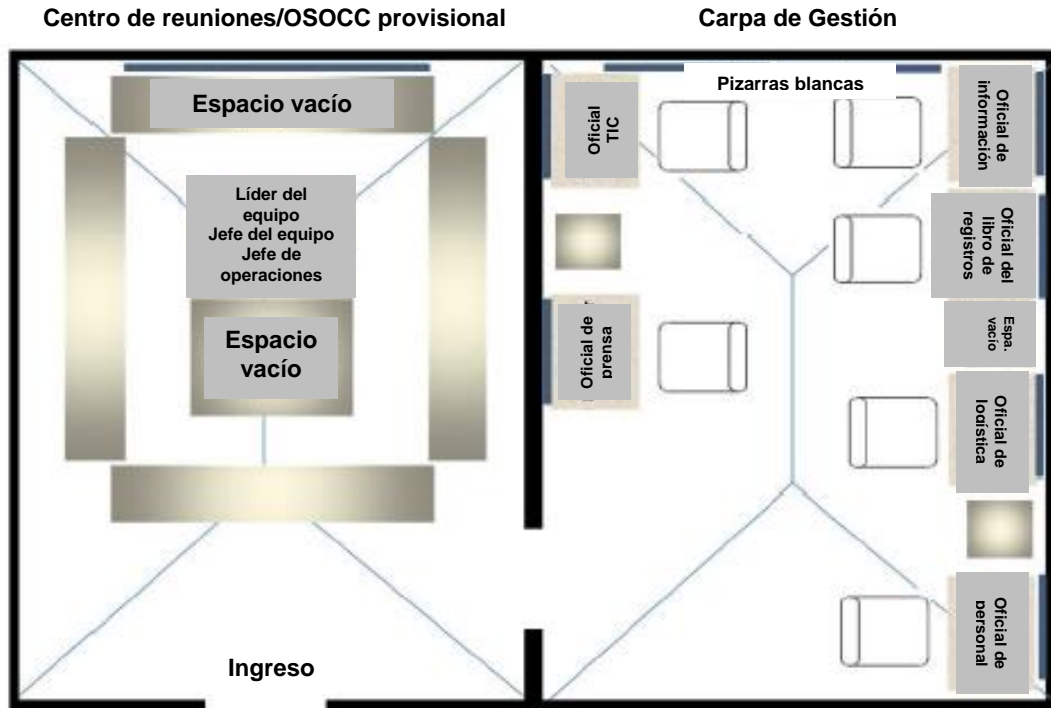 Centro de reuniones/OSOCC provisional
Carpa de Gestión
Espacio vacío
Líder del
equipo
Jefe del equipo
Jefe de
operaciones
Espacio
vacío
Ingreso
Pizarras blancas
Oficial
TIC
Oficial de
prensa
Oficial de
información
Oficial del
libro de
registros
Espa.
vacío
Oficial de
logística
Oficial de
personal